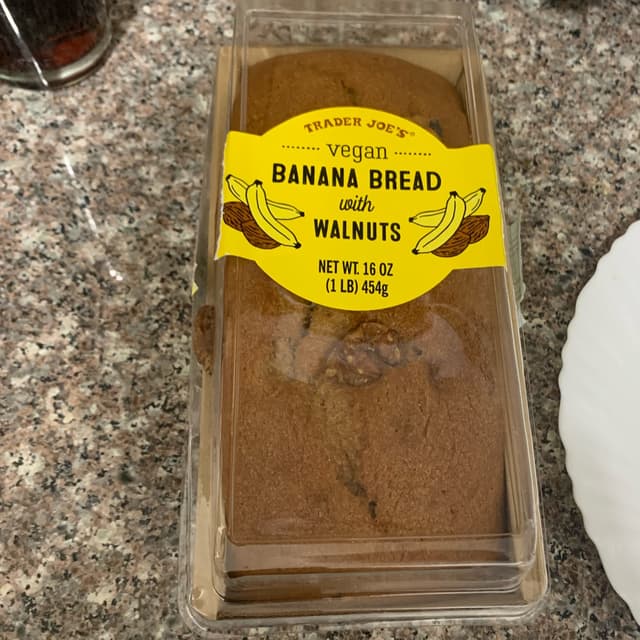 TRADER JOE'S®
vegan
BANANA BREAD
with
WALNUTS
NET WT. 16 OZ
(1 LB) 454g